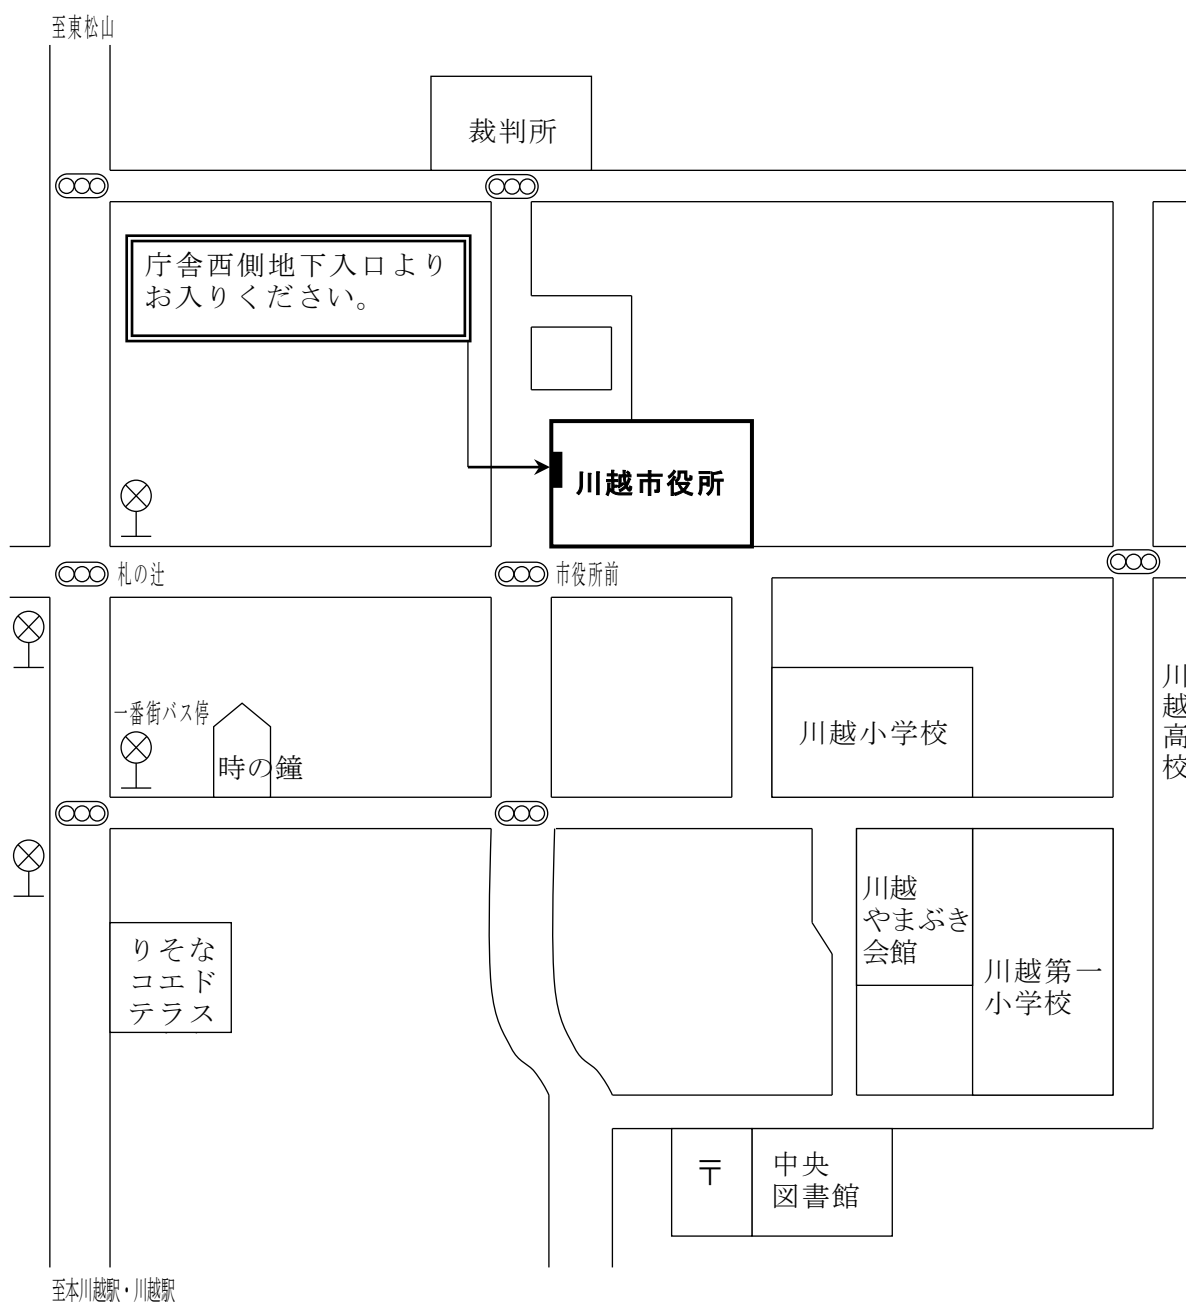 至東松山
裁判所
庁舎西側地下入口より
お入りください。
川越市役所
札の辻
市役所前
川越高校
一番街バス停
時の鐘
川越小学校
川越
やまぶき
会館
りそな
コエド
テラス
川越第一
小学校
〒
中央
図書館
至本川越駅・川越駅